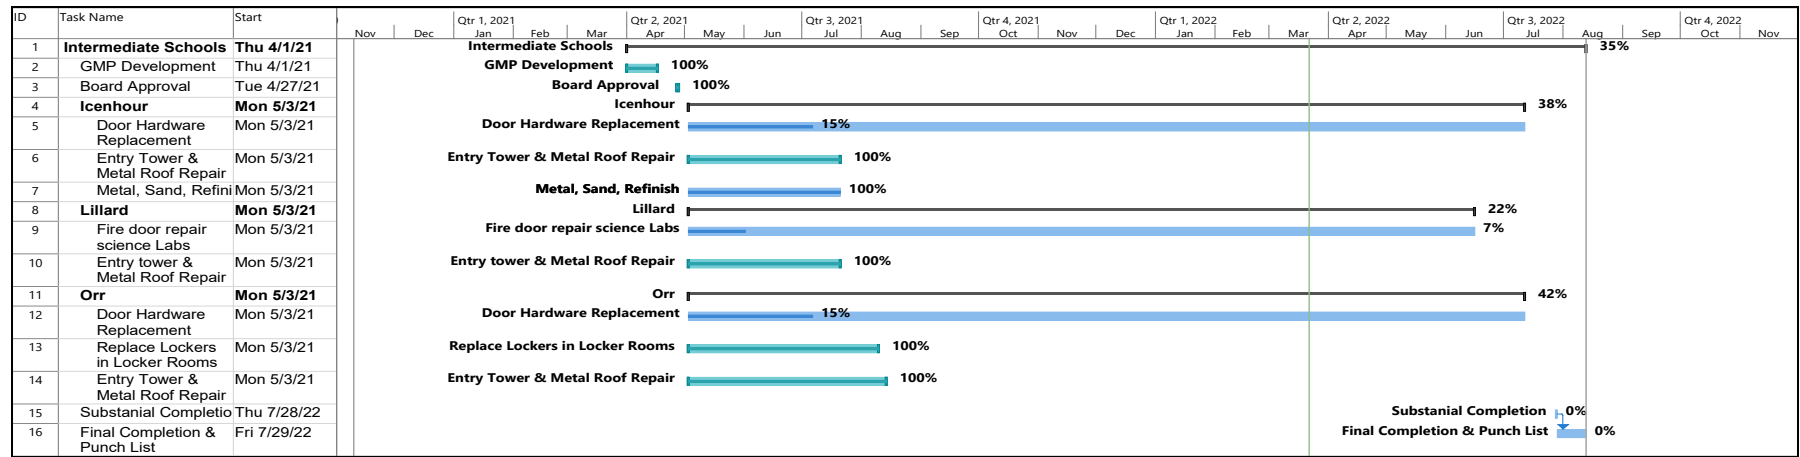 ID Task Name Start Qtr 1, 2021 Qtr 2, 2021 Qtr 3, 2021 Qtr 4, 2021 Qtr 1, 2022 Qtr 2, 2022 Qtr 3, 2022 Qtr 4, 2022
Nov Dec Jan Feb Mar Apr May Jun Jul Aug Sep Oct Nov Dec Jan Feb Mar Apr May Jun Jul Aug Sep Oct Nov
1 Intermediate Schools Thu 4/1/21 Intermediate Schools 35%
2 GMP Development Thu 4/1/21 GMP Development 100%
3 Board Approval Tue 4/27/21 Board Approval 100%
4 Icenhour Mon 5/3/21 Icenhour 38%
5 Door Hardware Mon 5/3/21 Door Hardware Replacement 15%
Replacement
6 Entry Tower & Mon 5/3/21 Entry Tower & Metal Roof Repair 100%
Metal Roof Repair
7 Metal, Sand, Refini Mon 5/3/21 Metal, Sand, Refinish 100%
8 Lillard Mon 5/3/21 Lillard 22%
9 Fire door repair Mon 5/3/21 Fire door repair science Labs 7%
science Labs
10 Entry tower & Mon 5/3/21 Entry tower & Metal Roof Repair 100%
Metal Roof Repair
11 Orr Mon 5/3/21 Orr 42%
12 Door Hardware Mon 5/3/21 Door Hardware Replacement 15%
Replacement
13 Replace Lockers Mon 5/3/21 Replace Lockers in Locker Rooms 100%
in Locker Rooms
14 Entry Tower & Mon 5/3/21 Entry Tower & Metal Roof Repair 100%
Metal Roof Repair
15 Substanial Completio Thu 7/28/22 Substanial Completion 0%
16 Final Completion & Fri 7/29/22 Final Completion & Punch List 0%
Punch List